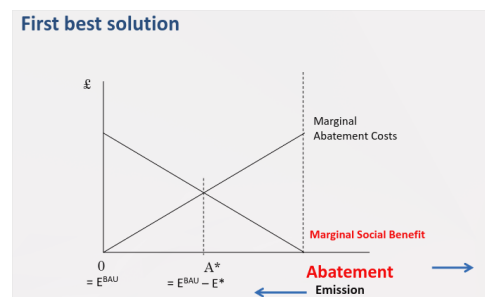 First best solution
£
Marginal
Abatement Costs
Marginal Social Benefit
0
A*
= E^BAU
= E^BAU – E*
Abatement
Emission